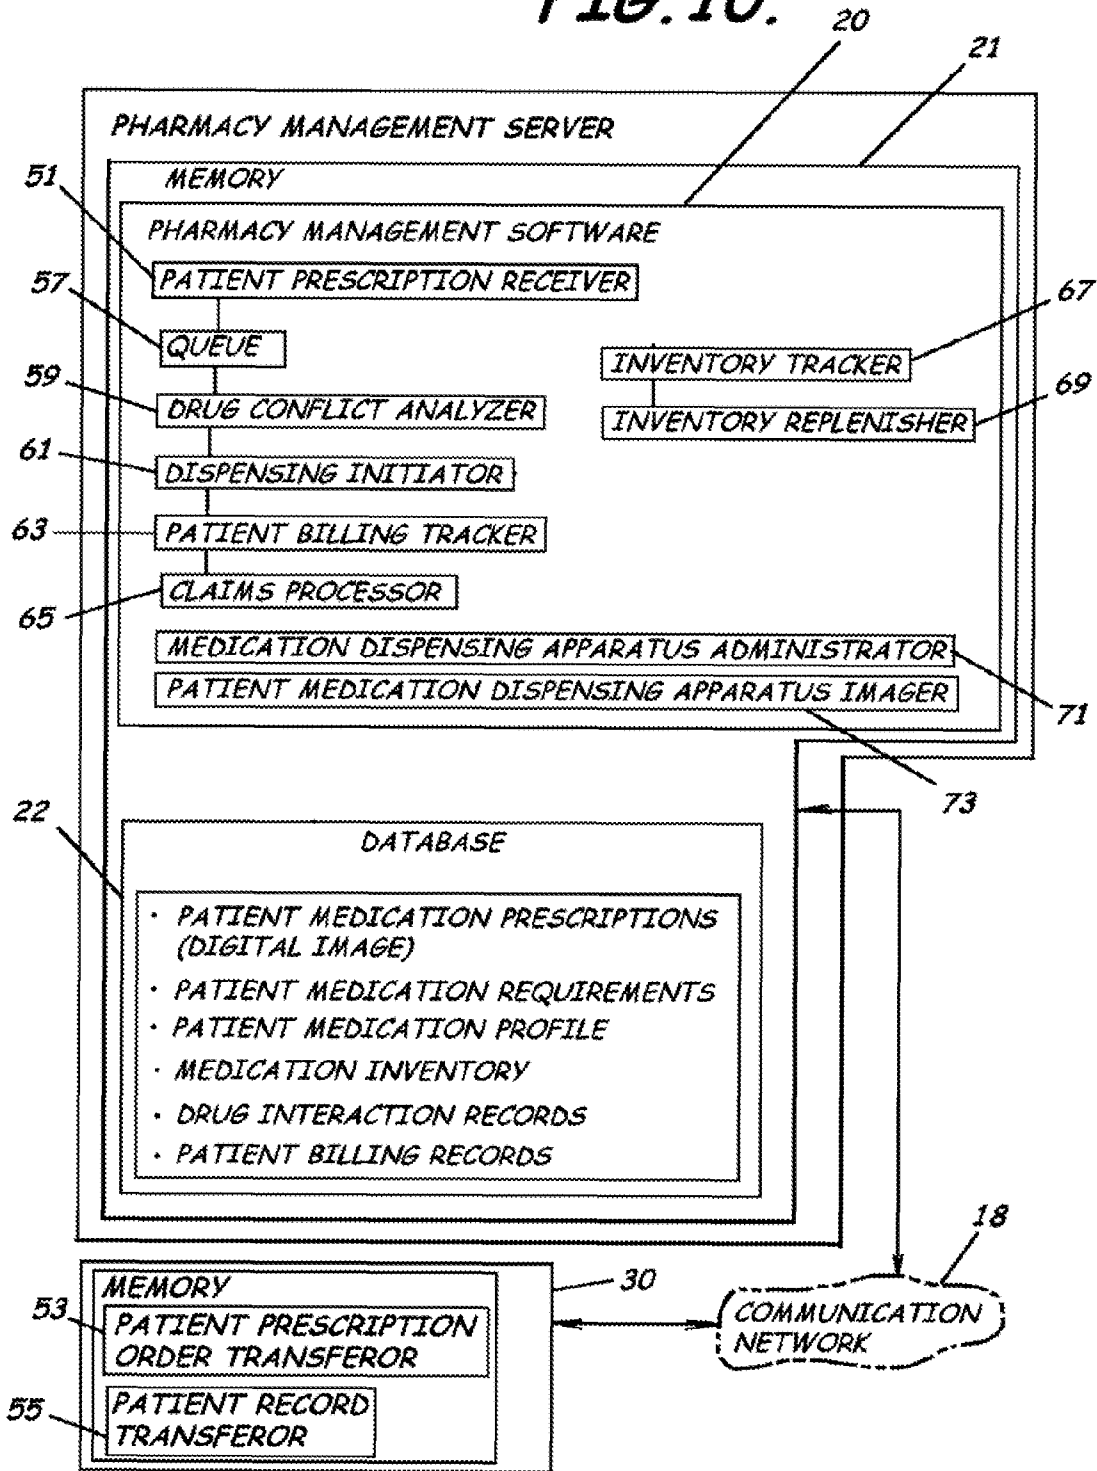 FIG. 10.
20
21
PHARMACY MANAGEMENT SERVER
MEMORY
51
PHARMACY MANAGEMENT SOFTWARE
PATIENT PRESCRIPTION RECEIVER
57
67
QUEUE
INVENTORY TRACKER
59
DRUG CONFLICT ANALYZER
69
INVENTORY REPLENISHER
61
DISPENSING INITIATOR
63
PATIENT BILLING TRACKER
CLAIMS PROCESSOR
65
MEDICATION DISPENSING APPARATUS ADMINISTRATOR
PATIENT MEDICATION DISPENSING APPARATUS IMAGER
71
73
22
DATABASE
· PATIENT MEDICATION PRESCRIPTIONS
(DIGITAL IMAGE)
· PATIENT MEDICATION REQUIREMENTS
· PATIENT MEDICATION PROFILE
· MEDICATION INVENTORY
· DRUG INTERACTION RECORDS
· PATIENT BILLING RECORDS
18
30
MEMORY
53
PATIENT PRESCRIPTION
ORDER TRANSFEROR
COMMUNICATION
NETWORK
55
PATIENT RECORD
TRANSFEROR